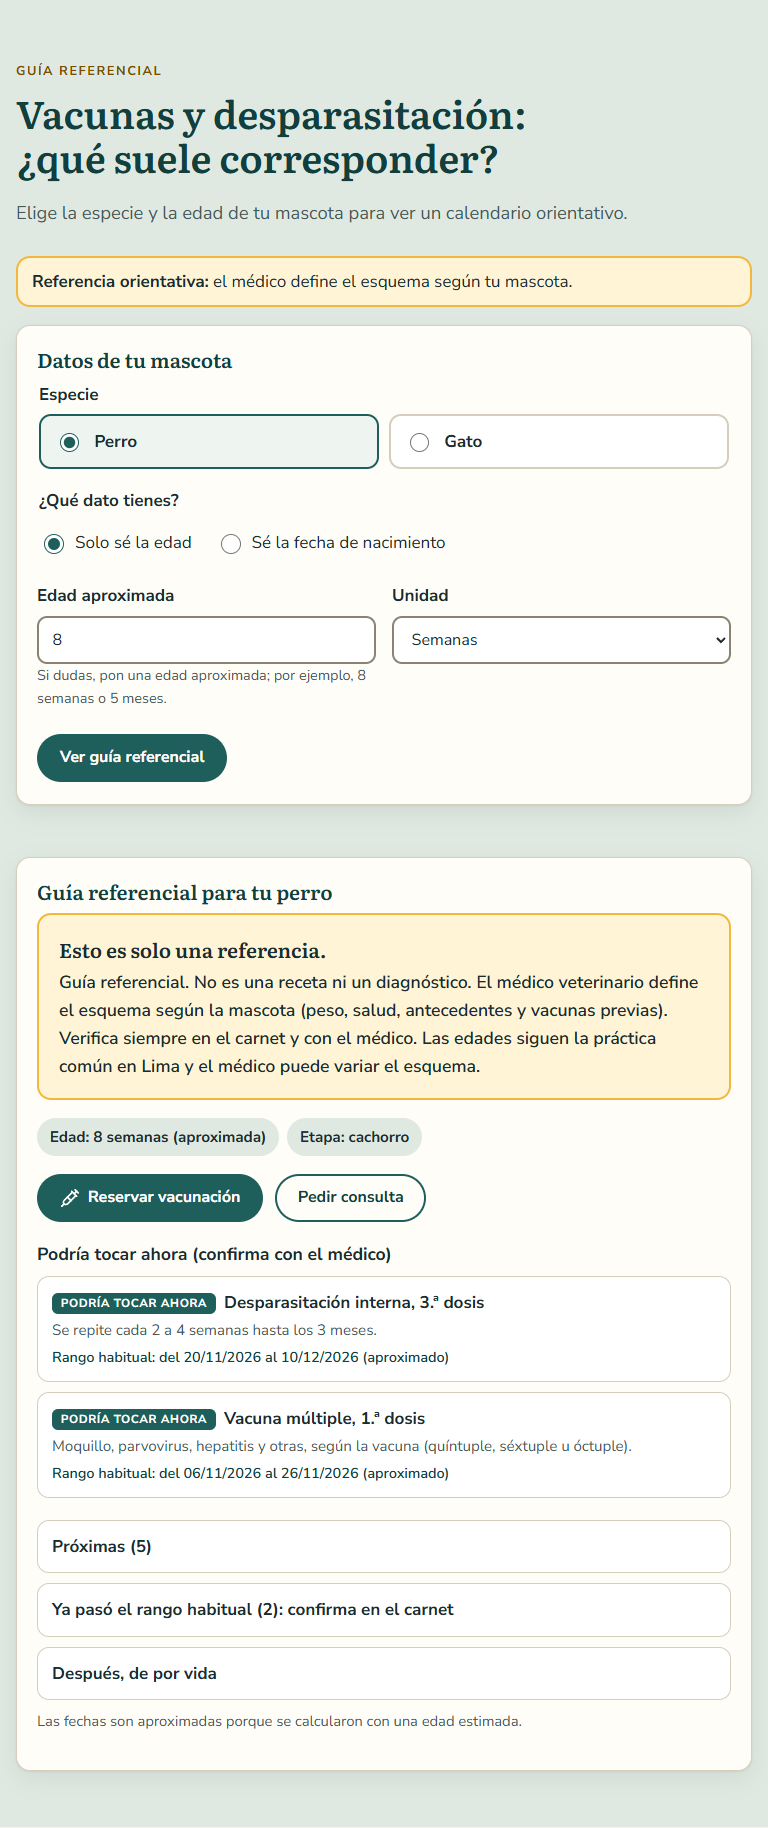 GUÍA REFERENCIAL
Vacunas y desparasitación:
¿qué suele corresponder?
Elige la especie y la edad de tu mascota para ver un calendario orientativo.
Referencia orientativa: el médico define el esquema según tu mascota.
Datos de tu mascota
Especie
Perro
Gato
¿Qué dato tienes?
Solo sé la edad
Sé la fecha de nacimiento
Edad aproximada
Unidad
8
Semanas
Si dudas, pon una edad aproximada; por ejemplo, 8
semanas o 5 meses.
Ver guía referencial
Guía referencial para tu perro
Esto es solo una referencia.
Guía referencial. No es una receta ni un diagnóstico. El médico veterinario define
el esquema según la mascota (peso, salud, antecedentes y vacunas previas).
Verifica siempre en el carnet y con el médico. Las edades siguen la práctica
común en Lima y el médico puede variar el esquema.
Edad: 8 semanas (aproximada)
Etapa: cachorro
Reservar vacunación
Pedir consulta
Podría tocar ahora (confirma con el médico)
PODRÍA TOCAR AHORA Desparasitación interna, 3.ª dosis
Se repite cada 2 a 4 semanas hasta los 3 meses.
Rango habitual: del 20/11/2026 al 10/12/2026 (aproximado)
PODRÍA TOCAR AHORA Vacuna múltiple, 1.ª dosis
Moquillo, parvovirus, hepatitis y otras, según la vacuna (quíntuple, séxtuple u óctuple).
Rango habitual: del 06/11/2026 al 26/11/2026 (aproximado)
Próximas (5)
Ya pasó el rango habitual (2): confirma en el carnet
Después, de por vida
Las fechas son aproximadas porque se calcularon con una edad estimada.